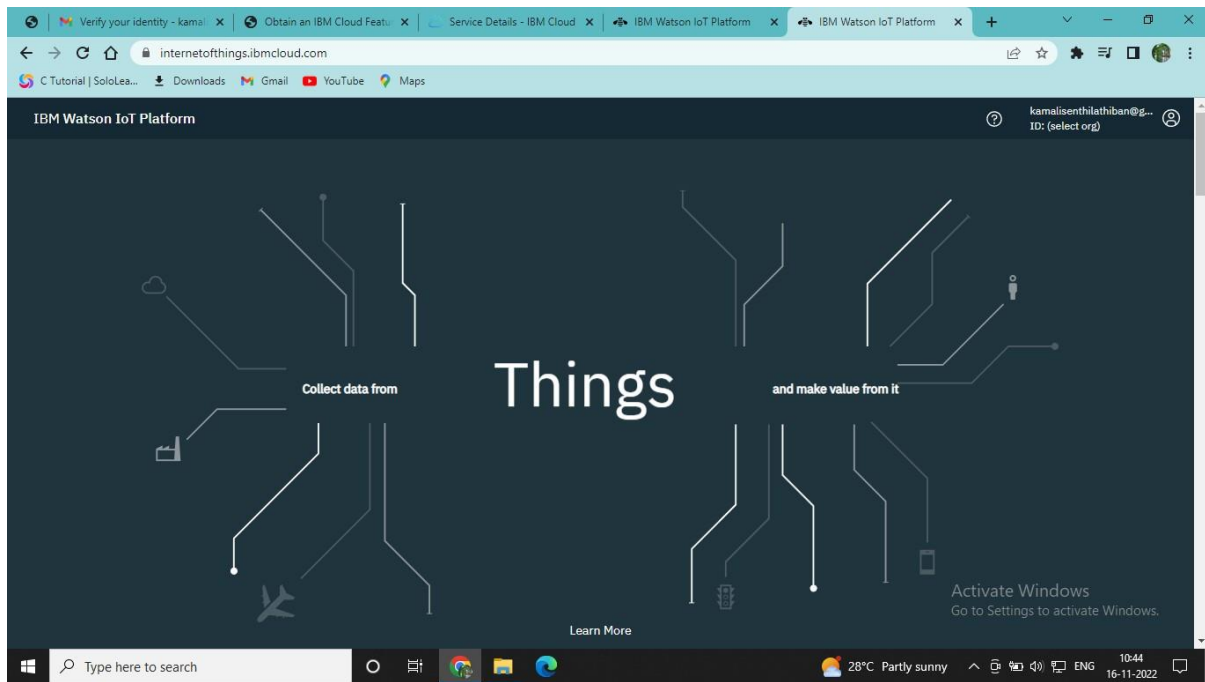 Verify your identity - kamal
Obtain an IBM Cloud Featu
Service Details - IBM Cloud
IBM Watson IoT Platform
IBM Watson IoT Platform
internetofthings.ibmcloud.com
C Tutorial | SoloLea...
Downloads
Gmail
YouTube
Maps
IBM Watson IoT Platform
kamalisenthilathiban@g...
ID: (select org)
Collect data from
Things
and make value from it
Learn More
Activate Windows
Go to Settings to activate Windows.
Type here to search
28°C Partly sunny
ENG
10:44
16-11-2022